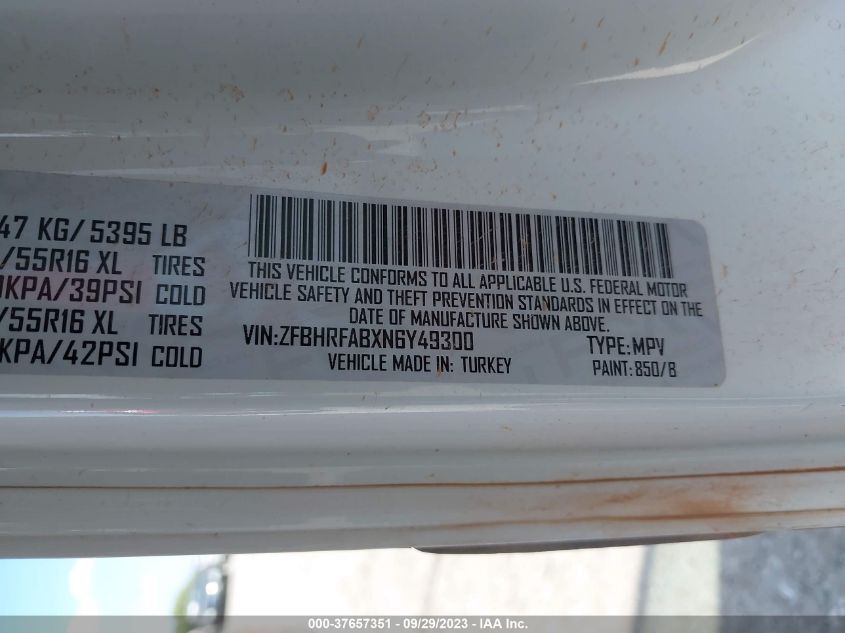 47 KG/ 5395 LB
/55R16 XL TIRES
KPA/39PSI COLD
/55R16 XL TIRES
KPA/42PSI COLD
THIS VEHICLE CONFORMS TO ALL APPLICABLE U.S. FEDERAL MOTOR
VEHICLE SAFETY AND THEFT PREVENTION STANDARDS IN EFFECT ON THE
DATE OF MANUFACTURE SHOWN ABOVE.
VIN:ZFBHRFABXN6Y49300 TYPE:MPV
VEHICLE MADE IN: TURKEY PAINT: 850/B
000-37657351 | 09/29/2023 | IAA Inc.